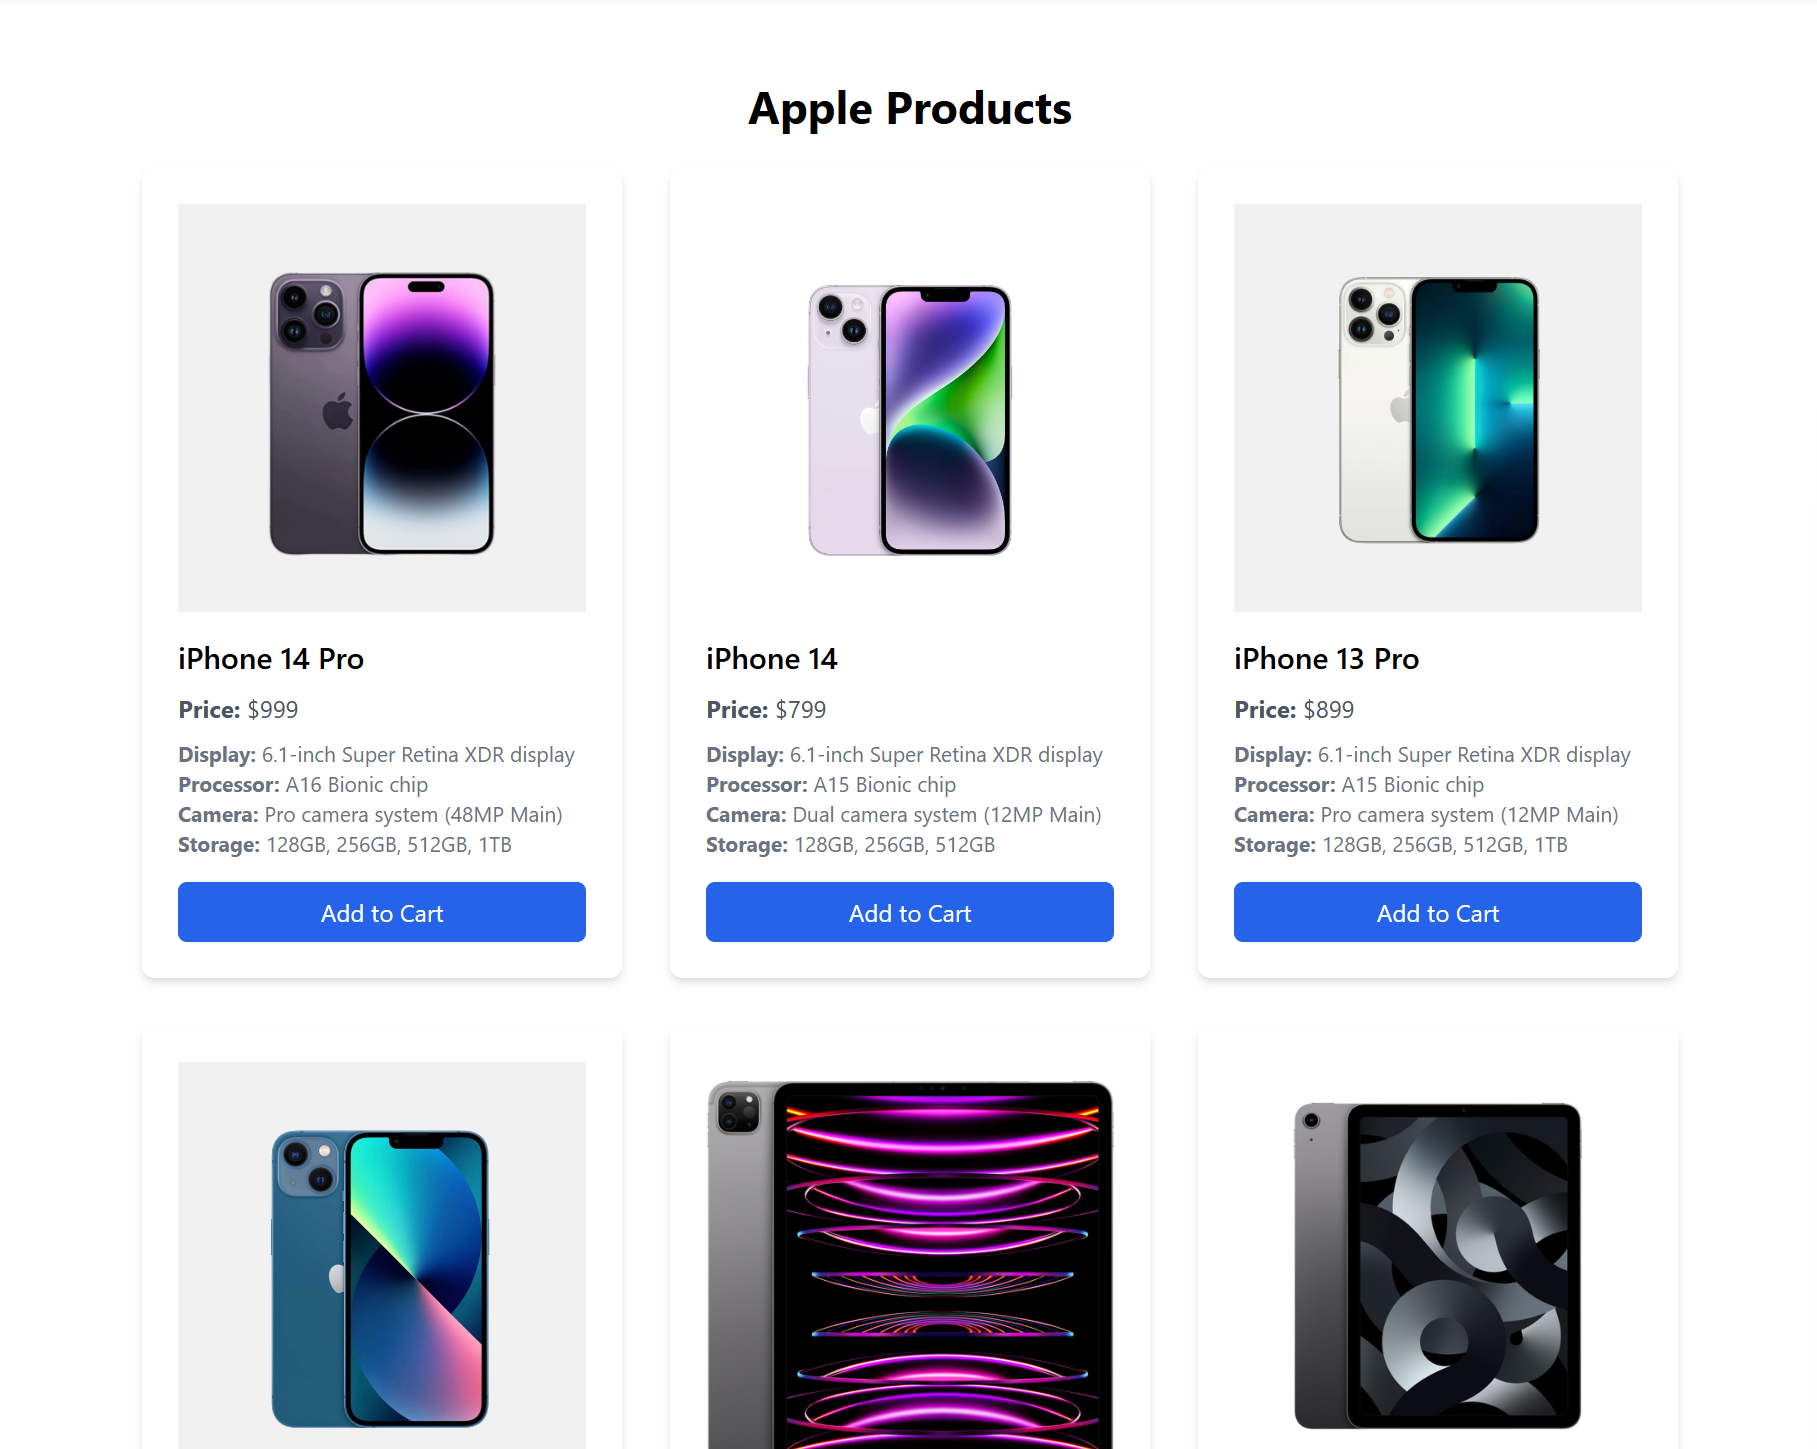 Apple Products
iPhone 14 Pro
Price: $999
Display: 6.1-inch Super Retina XDR display
Processor: A16 Bionic chip
Camera: Pro camera system (48MP Main)
Storage: 128GB, 256GB, 512GB, 1TB
Add to Cart
iPhone 14
Price: $799
Display: 6.1-inch Super Retina XDR display
Processor: A15 Bionic chip
Camera: Dual camera system (12MP Main)
Storage: 128GB, 256GB, 512GB
Add to Cart
iPhone 13 Pro
Price: $899
Display: 6.1-inch Super Retina XDR display
Processor: A15 Bionic chip
Camera: Pro camera system (12MP Main)
Storage: 128GB, 256GB, 512GB, 1TB
Add to Cart